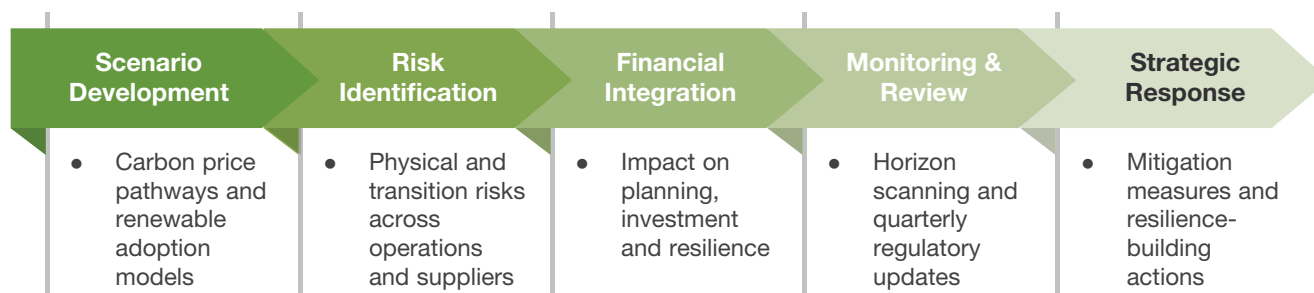 Scenario
Development
Risk
Identification
Financial
Integration
Monitoring &
Review
Strategic
Response
● Carbon price
pathways and
renewable
adoption
models
● Physical and
transition risks
across
operations
and suppliers
● Impact on
planning,
investment
and resilience
● Horizon
scanning and
quarterly
regulatory
updates
● Mitigation
measures and
resilience-
building
actions